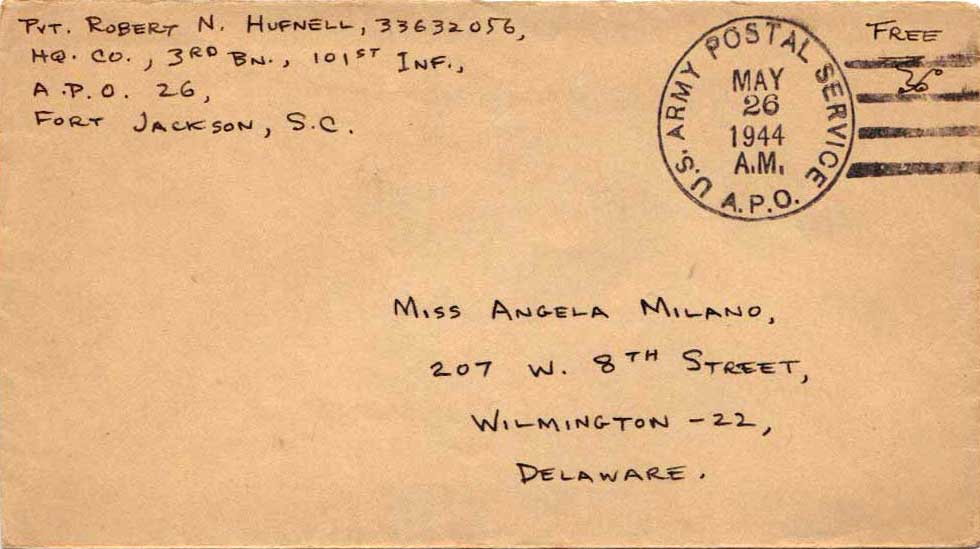 Pvt. Robert N. Hufnell, 33632056,
HQ. Co., 3RD Bn., 101ST Inf.,
A.P.O. 26,
Fort Jackson, S.C.
Free
36
U.S. ARMY POSTAL SERVICE
MAY
26
1944
A.M.
A.P.O.
Miss Angela Milano,
207 W. 8TH Street,
Wilmington -22,
Delaware.